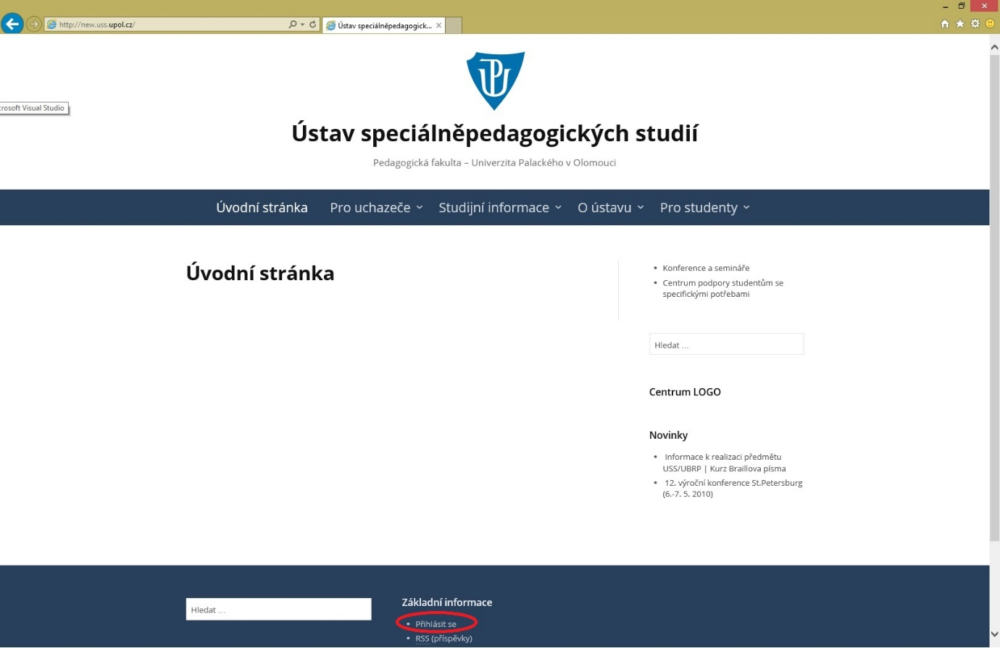 http://new.uss.upol.cz/
Ústav speciálněpedagogick...
crosoft Visual Studio
UP
Ústav speciálněpedagogických studií
Pedagogická fakulta – Univerzita Palackého v Olomouci
Úvodní stránka Pro uchazeče Studijní informace O ústavu Pro studenty
Úvodní stránka
• Konference a semináře
• Centrum podpory studentům se
specifickými potřebami
Hledat ...
Centrum LOGO
Novinky
• Informace k realizaci předmětu
USS/UBRP | Kurz Braillova písma
• 12. výroční konference St.Petersburg
(6.-7. 5. 2010)
Hledat ...
Základní informace
• Přihlásit se
• RSS (příspěvky)